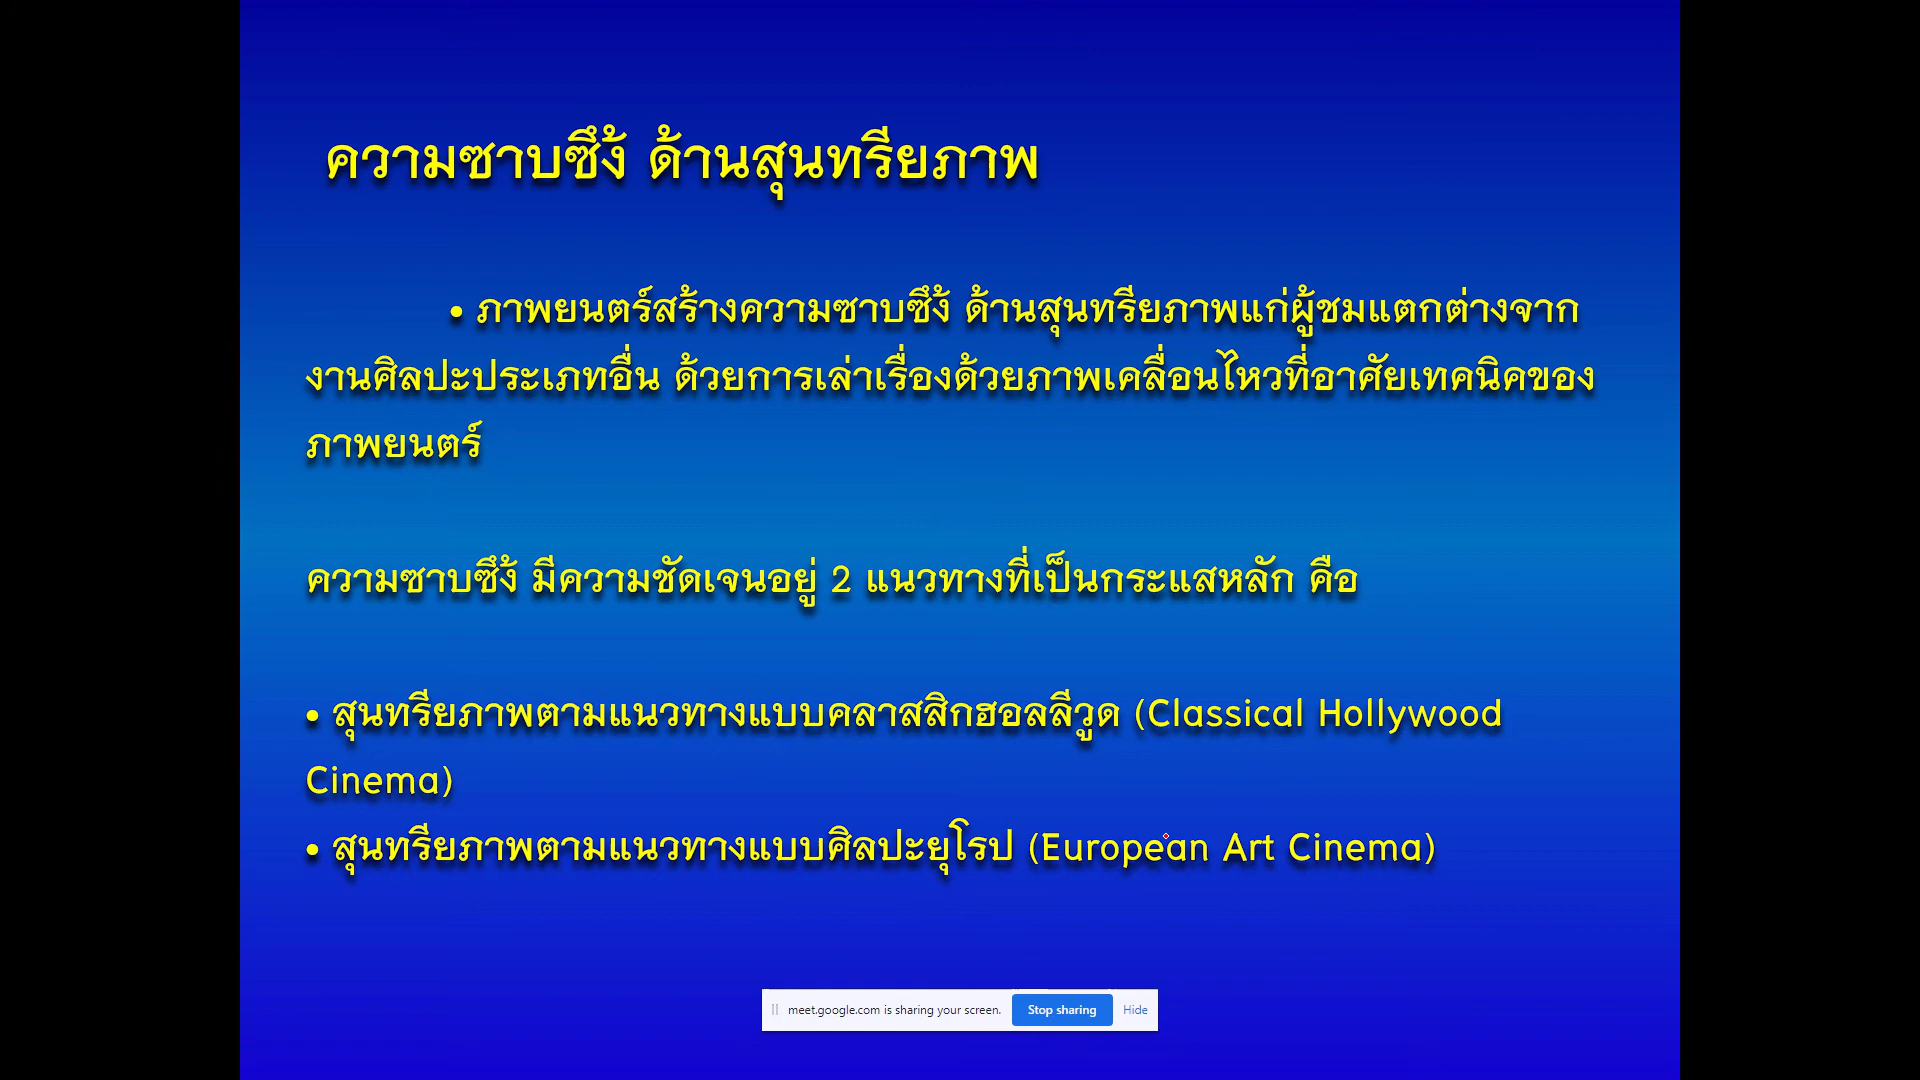 ความซาบซึ้ง ด้านสุนทรียภาพ
• ภาพยนตร์สร้างความซาบซึ้ง ด้านสุนทรียภาพแก่ผู้ชมแตกต่างจาก
งานศิลปะประเภทอื่น ด้วยการเล่าเรื่องด้วยภาพเคลื่อนไหวที่อาศัยเทคนิคของ
ภาพยนตร์
ความซาบซึ้ง มีความชัดเจนอยู่ 2 แนวทางที่เป็นกระแสหลัก คือ
• สุนทรียภาพตามแนวทางแบบคลาสสิกฮอลลีวูด (Classical Hollywood
Cinema)
• สุนทรียภาพตามแนวทางแบบศิลปะยุโรป (European Art Cinema)
meet.google.com is sharing your screen. Stop sharing Hide